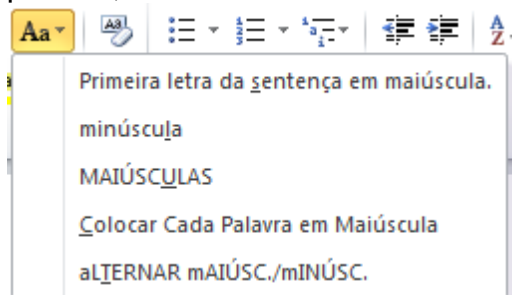 Aa
Primeira letra da sentença em maiúscula.
minúscula
MAIÚSCULAS
Colocar Cada Palavra em Maiúscula
aLTERNAR mAIÚSC./mINÚSC.